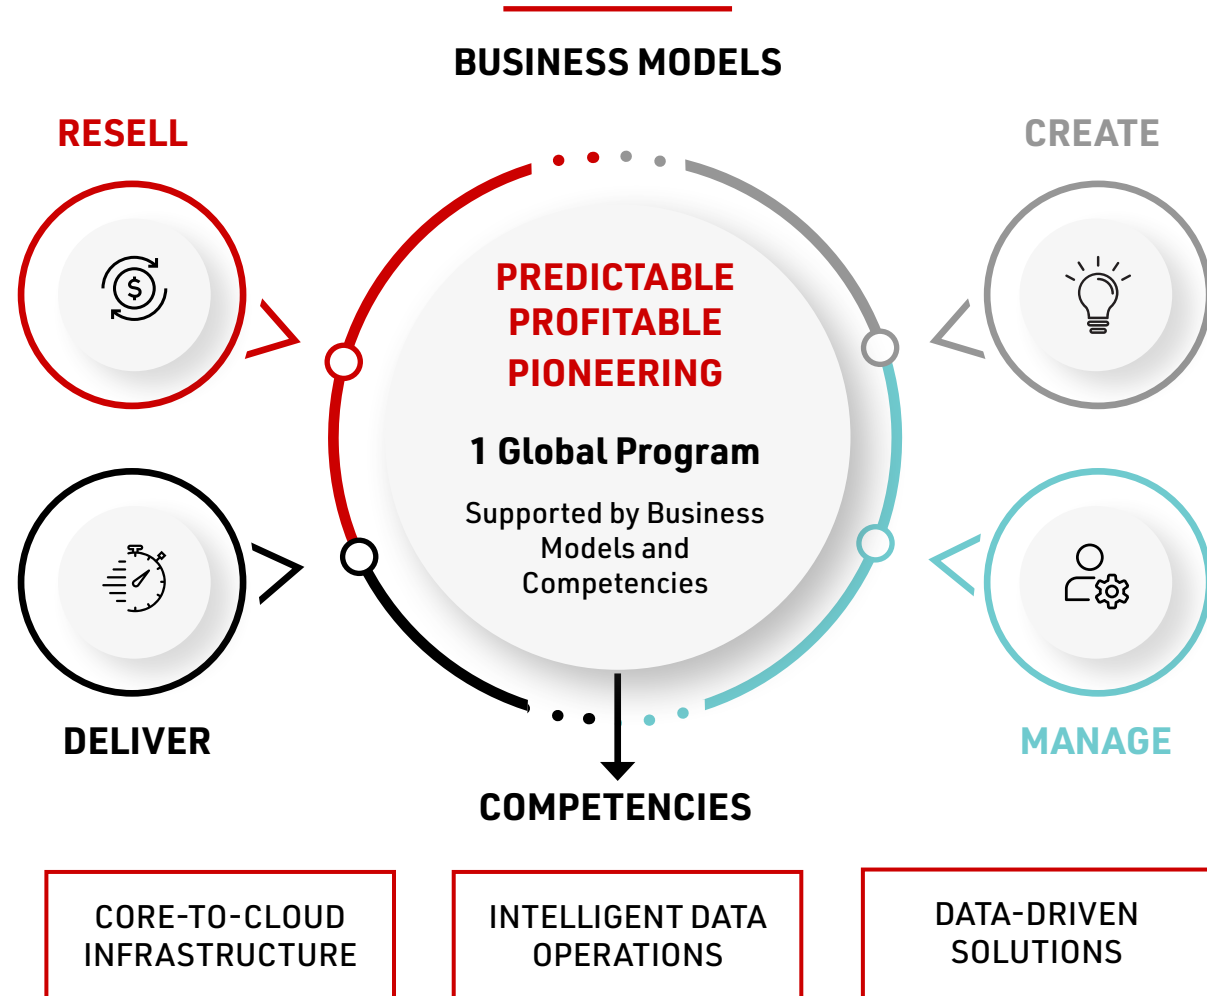 BUSINESS MODELS
RESELL
CREATE
PREDICTABLE
PROFITABLE
PIONEERING
1 Global Program
Supported by Business
Models and
Competencies
$
DELIVER
MANAGE
COMPETENCIES
CORE-TO-CLOUD
INFRASTRUCTURE
INTELLIGENT DATA
OPERATIONS
DATA-DRIVEN
SOLUTIONS